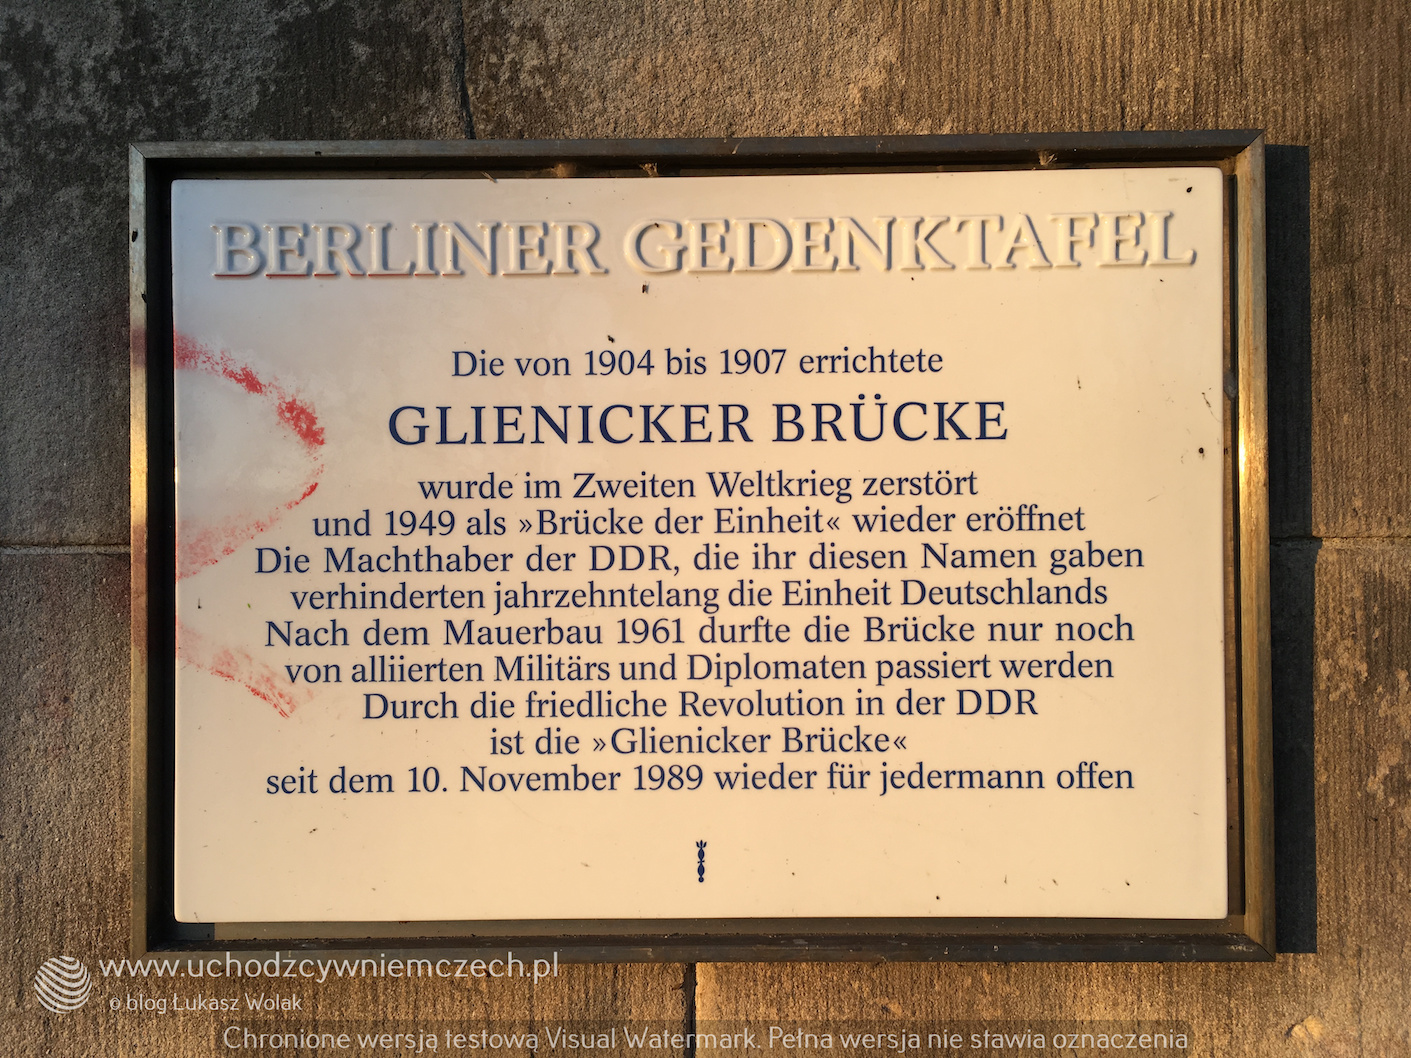 BERLINER GEDENKTAFEL
Die von 1904 bis 1907 errichtete
GLIENICKER BRÜCKE
wurde im Zweiten Weltkrieg zerstört
und 1949 als »Brücke der Einheit« wieder eröffnet
Die Machthaber der DDR, die ihr diesen Namen gaben
verhinderten jahrzehntelang die Einheit Deutschlands
Nach dem Mauerbau 1961 durfte die Brücke nur noch
von alliierten Militärs und Diplomaten passiert werden
Durch die friedliche Revolution in der DDR
ist die »Glienicker Brücke«
seit dem 10. November 1989 wieder für jedermann offen
www.uchodzcywniemczech.pl
© blog Łukasz Wolak
Chronione wersją testową Visual Watermark. Pełna wersja nie stawia oznaczenia